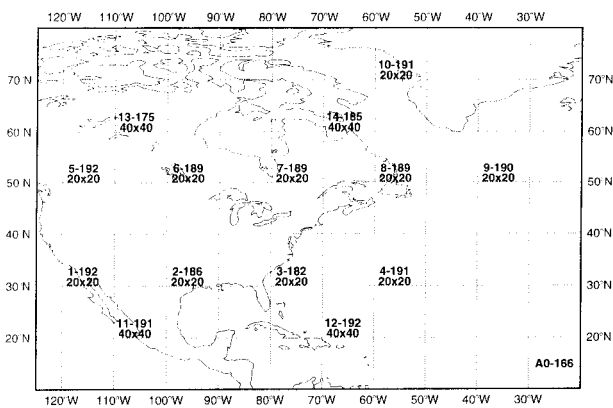 120°W 110°W 100°W 90°W 80°W 70°W 60°W 50°W 40°W 30°W
10-191
20x20
70 N 70°N
13-175 14-185
40x40 40x40
60 N 60°N
5-192 6-189 7-189 8-189 9-190
20x20 20x20 20x20 20x20 20x20
50 N 50°N
40 N 40°N
1-192 2-186 3-182 4-191
20x20 20x20 20x20 20x20
30 N 30°N
11-191 12-192
40x40 40x40
20 N 20°N
A0-166
120°W 110°W 100°W 90°W 80°W 70°W 60°W 50°W 40°W 30°W